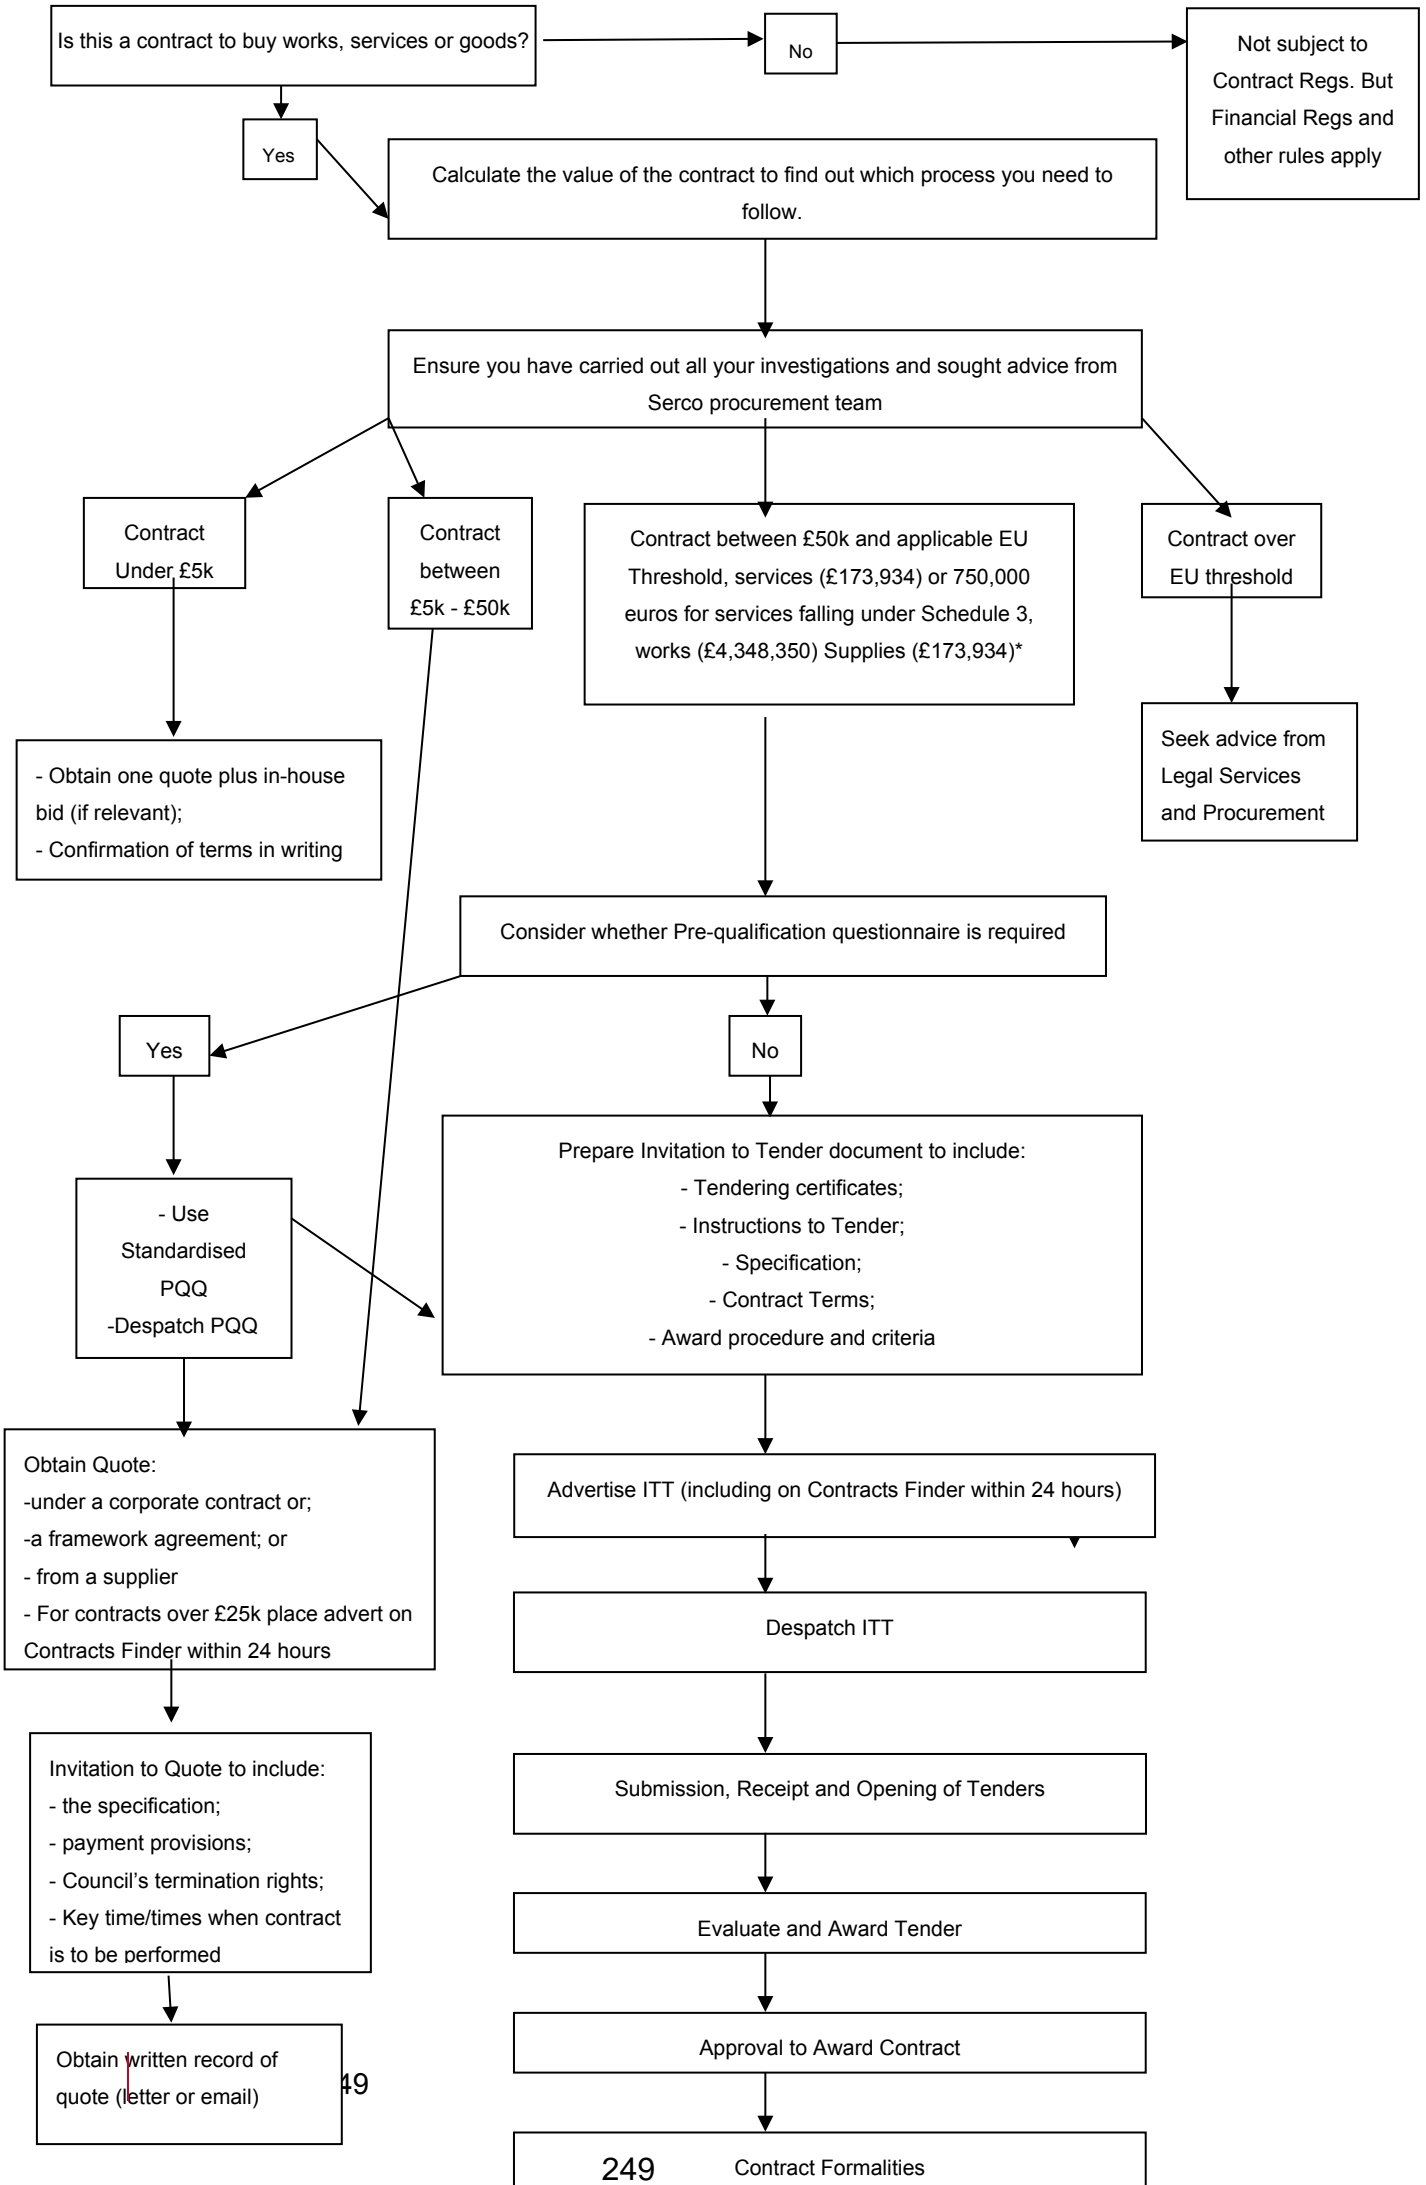 Is this a contract to buy works, services or goods?
No
Not subject to
Contract Regs. But
Financial Regs and
other rules apply
Yes
Calculate the value of the contract to find out which process you need to
follow.
Ensure you have carried out all your investigations and sought advice from
Serco procurement team
Contract
Under £5k
Contract
between
£5k - £50k
Contract between £50k and applicable EU
Threshold, services (£173,934) or 750,000
euros for services falling under Schedule 3,
works (£4,348,350) Supplies (£173,934)*
Contract over
EU threshold
- Obtain one quote plus in-house
bid (if relevant);
- Confirmation of terms in writing
Seek advice from
Legal Services
and Procurement
Consider whether Pre-qualification questionnaire is required
Yes
No
- Use
Standardised
PQQ
-Despatch PQQ
Prepare Invitation to Tender document to include:
- Tendering certificates;
- Instructions to Tender;
- Specification;
- Contract Terms;
- Award procedure and criteria
Obtain Quote:
-under a corporate contract or;
-a framework agreement; or
- from a supplier
- For contracts over £25k place advert on
Contracts Finder within 24 hours
Advertise ITT (including on Contracts Finder within 24 hours)
Despatch ITT
Invitation to Quote to include:
- the specification;
- payment provisions;
- Council's termination rights;
- Key time/times when contract
is to be performed
Submission, Receipt and Opening of Tenders
Evaluate and Award Tender
Obtain written record of
quote (letter or email)
49
Approval to Award Contract
249
Contract Formalities